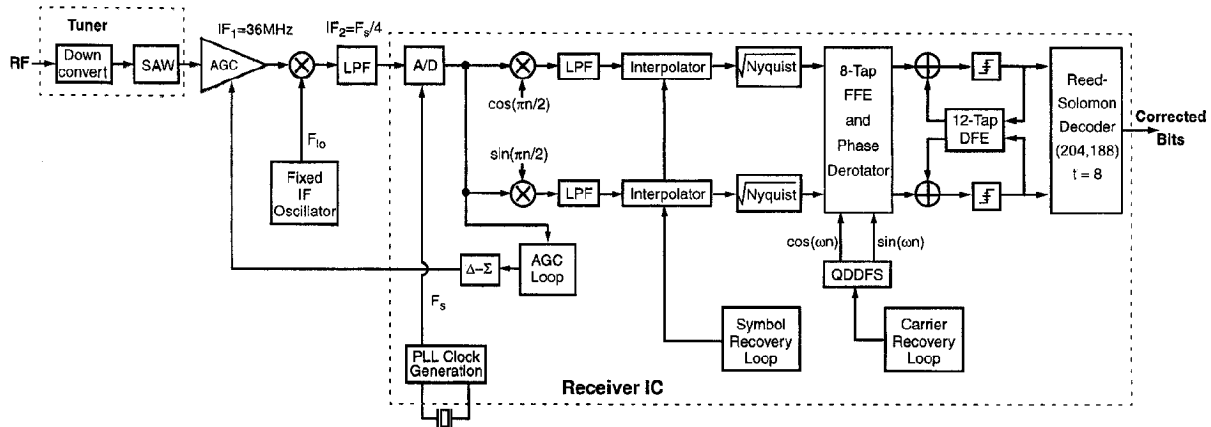 Tuner
RF
Down convert
SAW
IF₁=36MHz
AGC
IF₂=Fₛ/4
LPF
A/D
F_lo
Fixed IF Oscillator
cos(πn/2)
sin(πn/2)
LPF
Interpolator
√Nyquist
LPF
Interpolator
√Nyquist
8-Tap FFE and Phase Derotator
12-Tap DFE
Reed-Solomon Decoder (204,188) t = 8
Corrected Bits
cos(ωn)
sin(ωn)
QDDFS
Δ–Σ
AGC Loop
Fₛ
Symbol Recovery Loop
Carrier Recovery Loop
PLL Clock Generation
Receiver IC